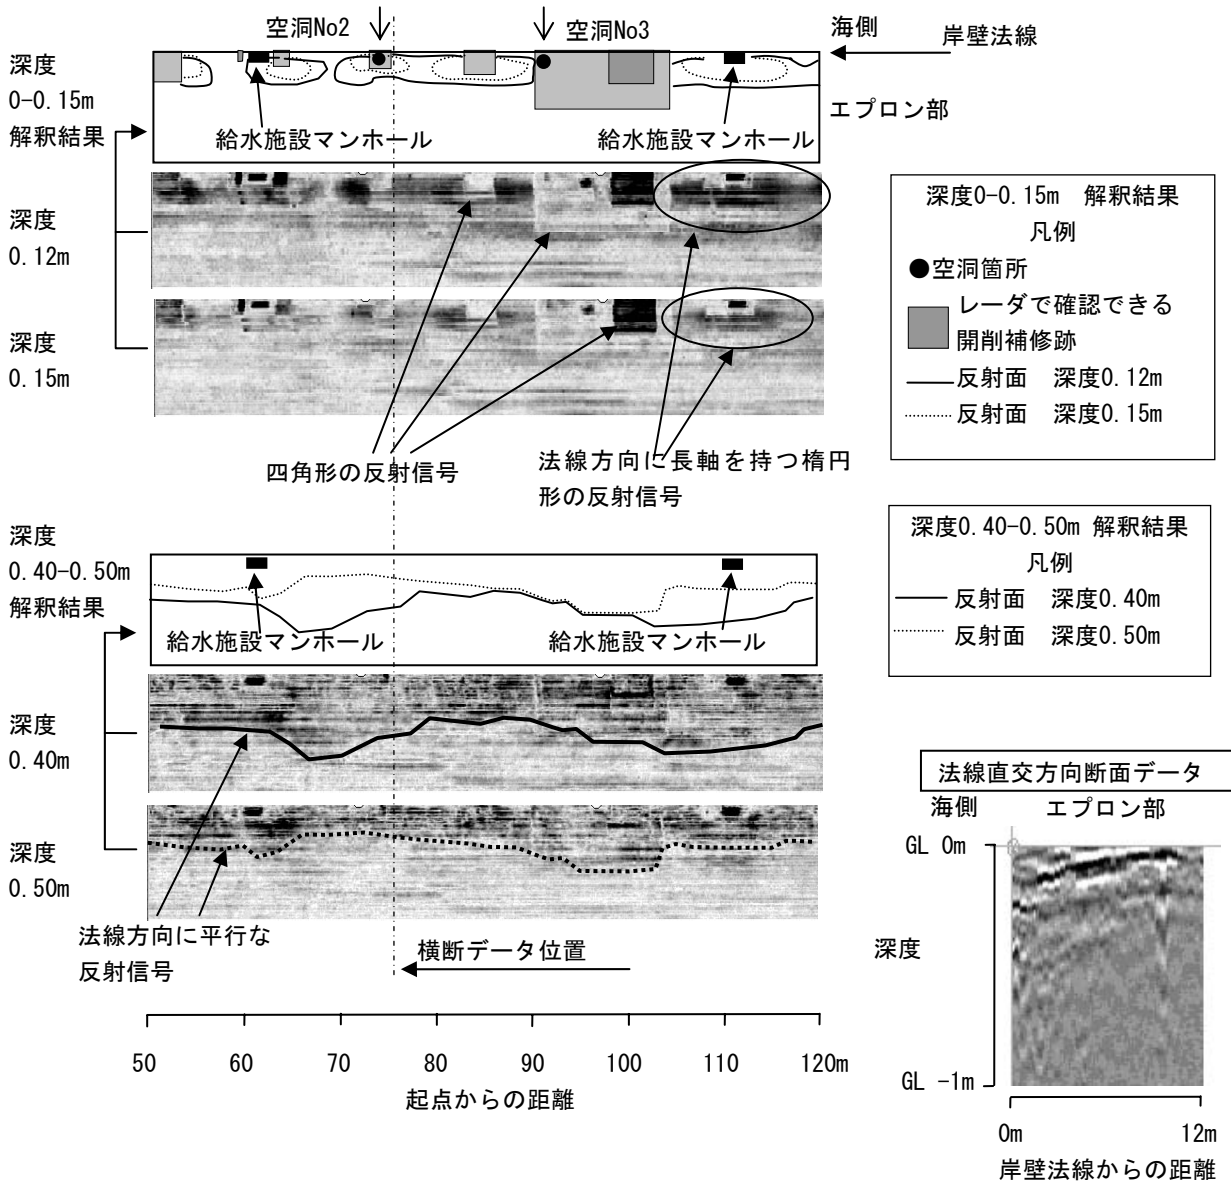 空洞No2
空洞No3
海側
岸壁法線
深度
0-0.15m
解釈結果
エプロン部
給水施設マンホール
給水施設マンホール
深度
0.12m
深度
0.15m
四角形の反射信号
法線方向に長軸を持つ楕円
形の反射信号
深度0-0.15m 解釈結果
凡例
空洞箇所
レーダで確認できる
開削補修跡
反射面 深度0.12m
反射面 深度0.15m
深度
0.40-0.50m
解釈結果
給水施設マンホール
給水施設マンホール
深度
0.40m
深度
0.50m
法線方向に平行な
反射信号
横断データ位置
深度0.40-0.50m 解釈結果
凡例
反射面 深度0.40m
反射面 深度0.50m
50
60
70
80
90
100
110
120m
起点からの距離
法線直交方向断面データ
海側
エプロン部
GL 0m
深度
GL -1m
0m
12m
岸壁法線からの距離